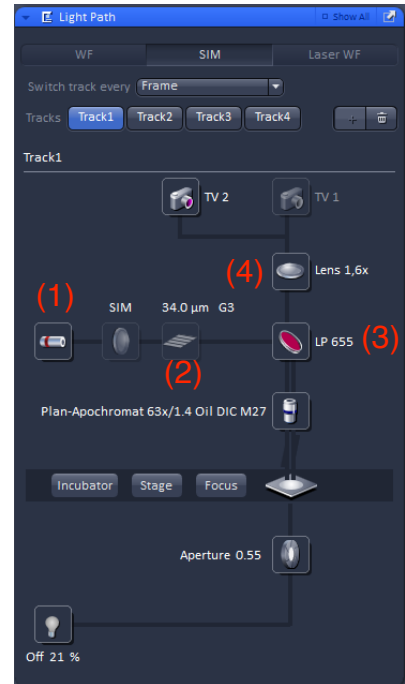 Light Path
Show All
WF SIM Laser WF
Switch track every Frame
Tracks Track1 Track2 Track3 Track4 +
Track1
TV 2 TV 1
(4) Lens 1,6x
(1) SIM 34.0 µm G3
LP 655 (3)
(2)
Plan-Apochromat 63x/1.4 Oil DIC M27
Incubator Stage Focus
Aperture 0.55
Off 21 %